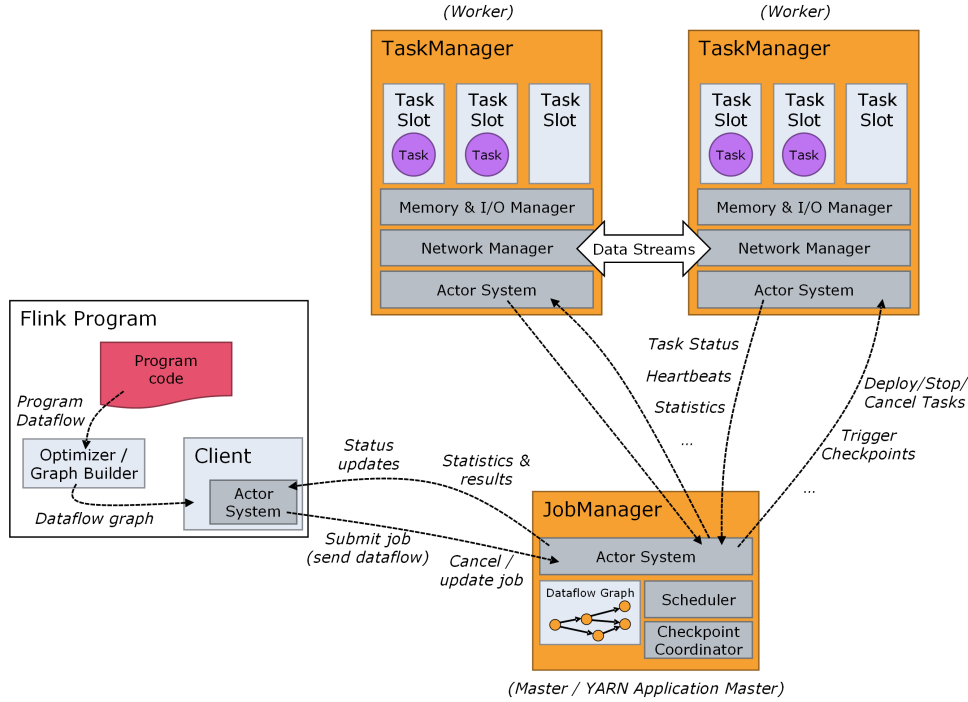 (Worker)
(Worker)
TaskManager
TaskManager
Task
Slot
Task
Slot
Task
Slot
Task
Slot
Task
Slot
Task
Slot
Task
Task
Task
Task
Memory & I/O Manager
Memory & I/O Manager
Network Manager
Data Streams
Network Manager
Actor System
Actor System
Flink Program
Program
code
Program
Dataflow
Optimizer /
Graph Builder
Dataflow graph
Client
Actor
System
Status
updates
Statistics &
results
Submit job
(send dataflow)
Cancel /
update job
Task Status
Heartbeats
Statistics
...
Deploy/Stop/
Cancel Tasks
Trigger
Checkpoints
...
JobManager
Actor System
Dataflow Graph
Scheduler
Checkpoint
Coordinator
(Master / YARN Application Master)